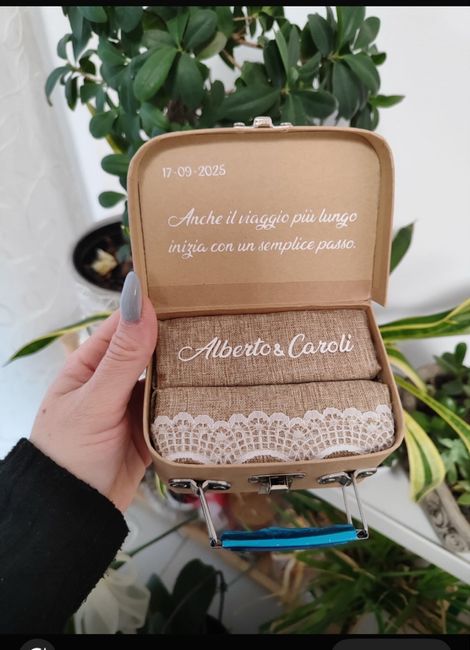 17-09-2025
Anche il viaggio più lungo
inizia con un semplice passo.
Alberto & Caroli